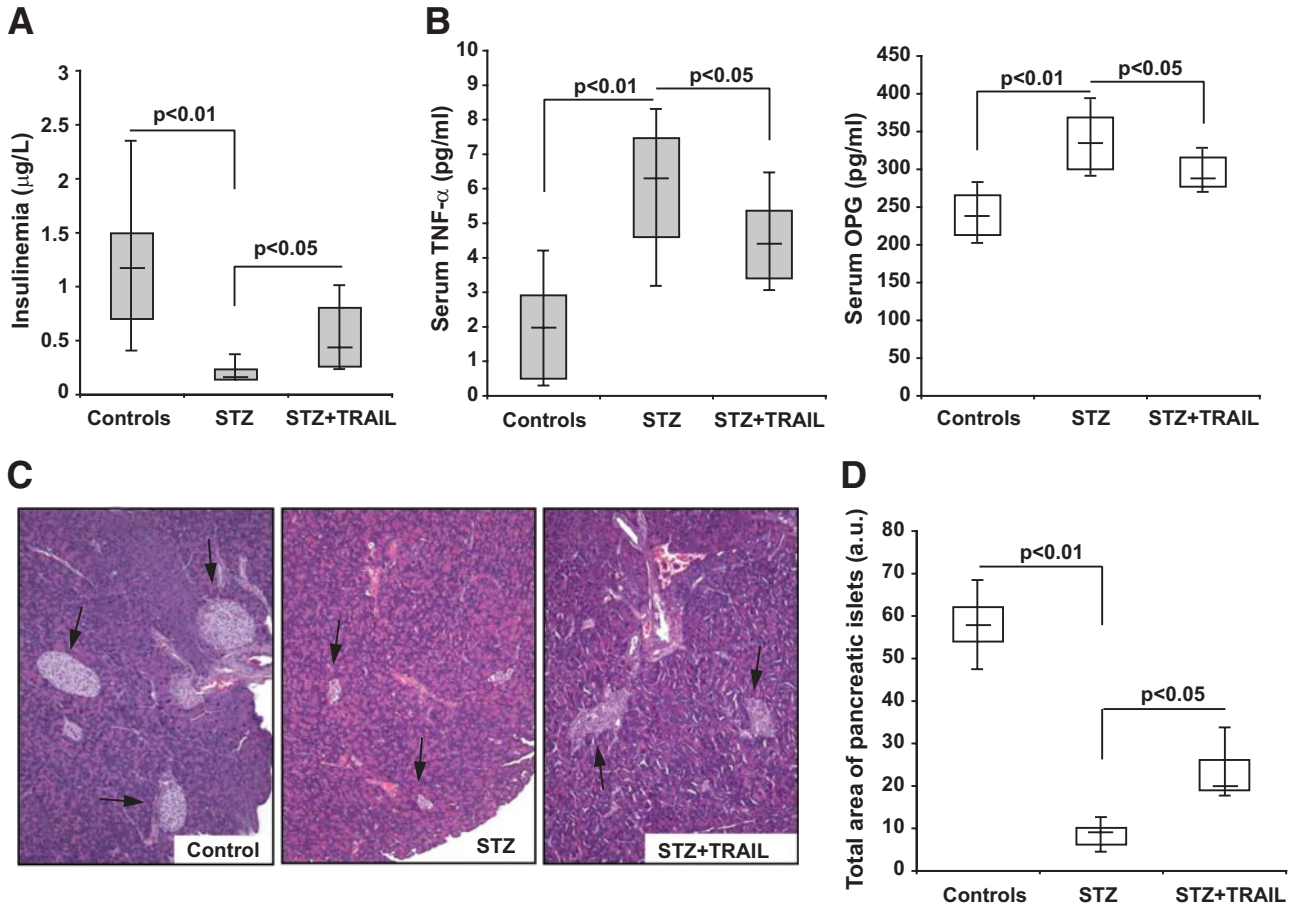 A
3
2.5
2
1.5
1
0.5
0
Insulinemia (μg/L)
p<0.01
p<0.05
Controls STZ STZ+TRAIL
B
10
9
8
7
6
5
4
3
2
1
0
Serum TNF-α (pg/ml)
p<0.01
p<0.05
Controls STZ STZ+TRAIL
450
400
350
300
250
200
150
100
50
0
Serum OPG (pg/ml)
p<0.01
p<0.05
Controls STZ STZ+TRAIL
C
Control
STZ
STZ+TRAIL
D
80
70
60
50
40
30
20
10
0
Total area of pancreatic islets (a.u.)
p<0.01
p<0.05
Controls STZ STZ+TRAIL